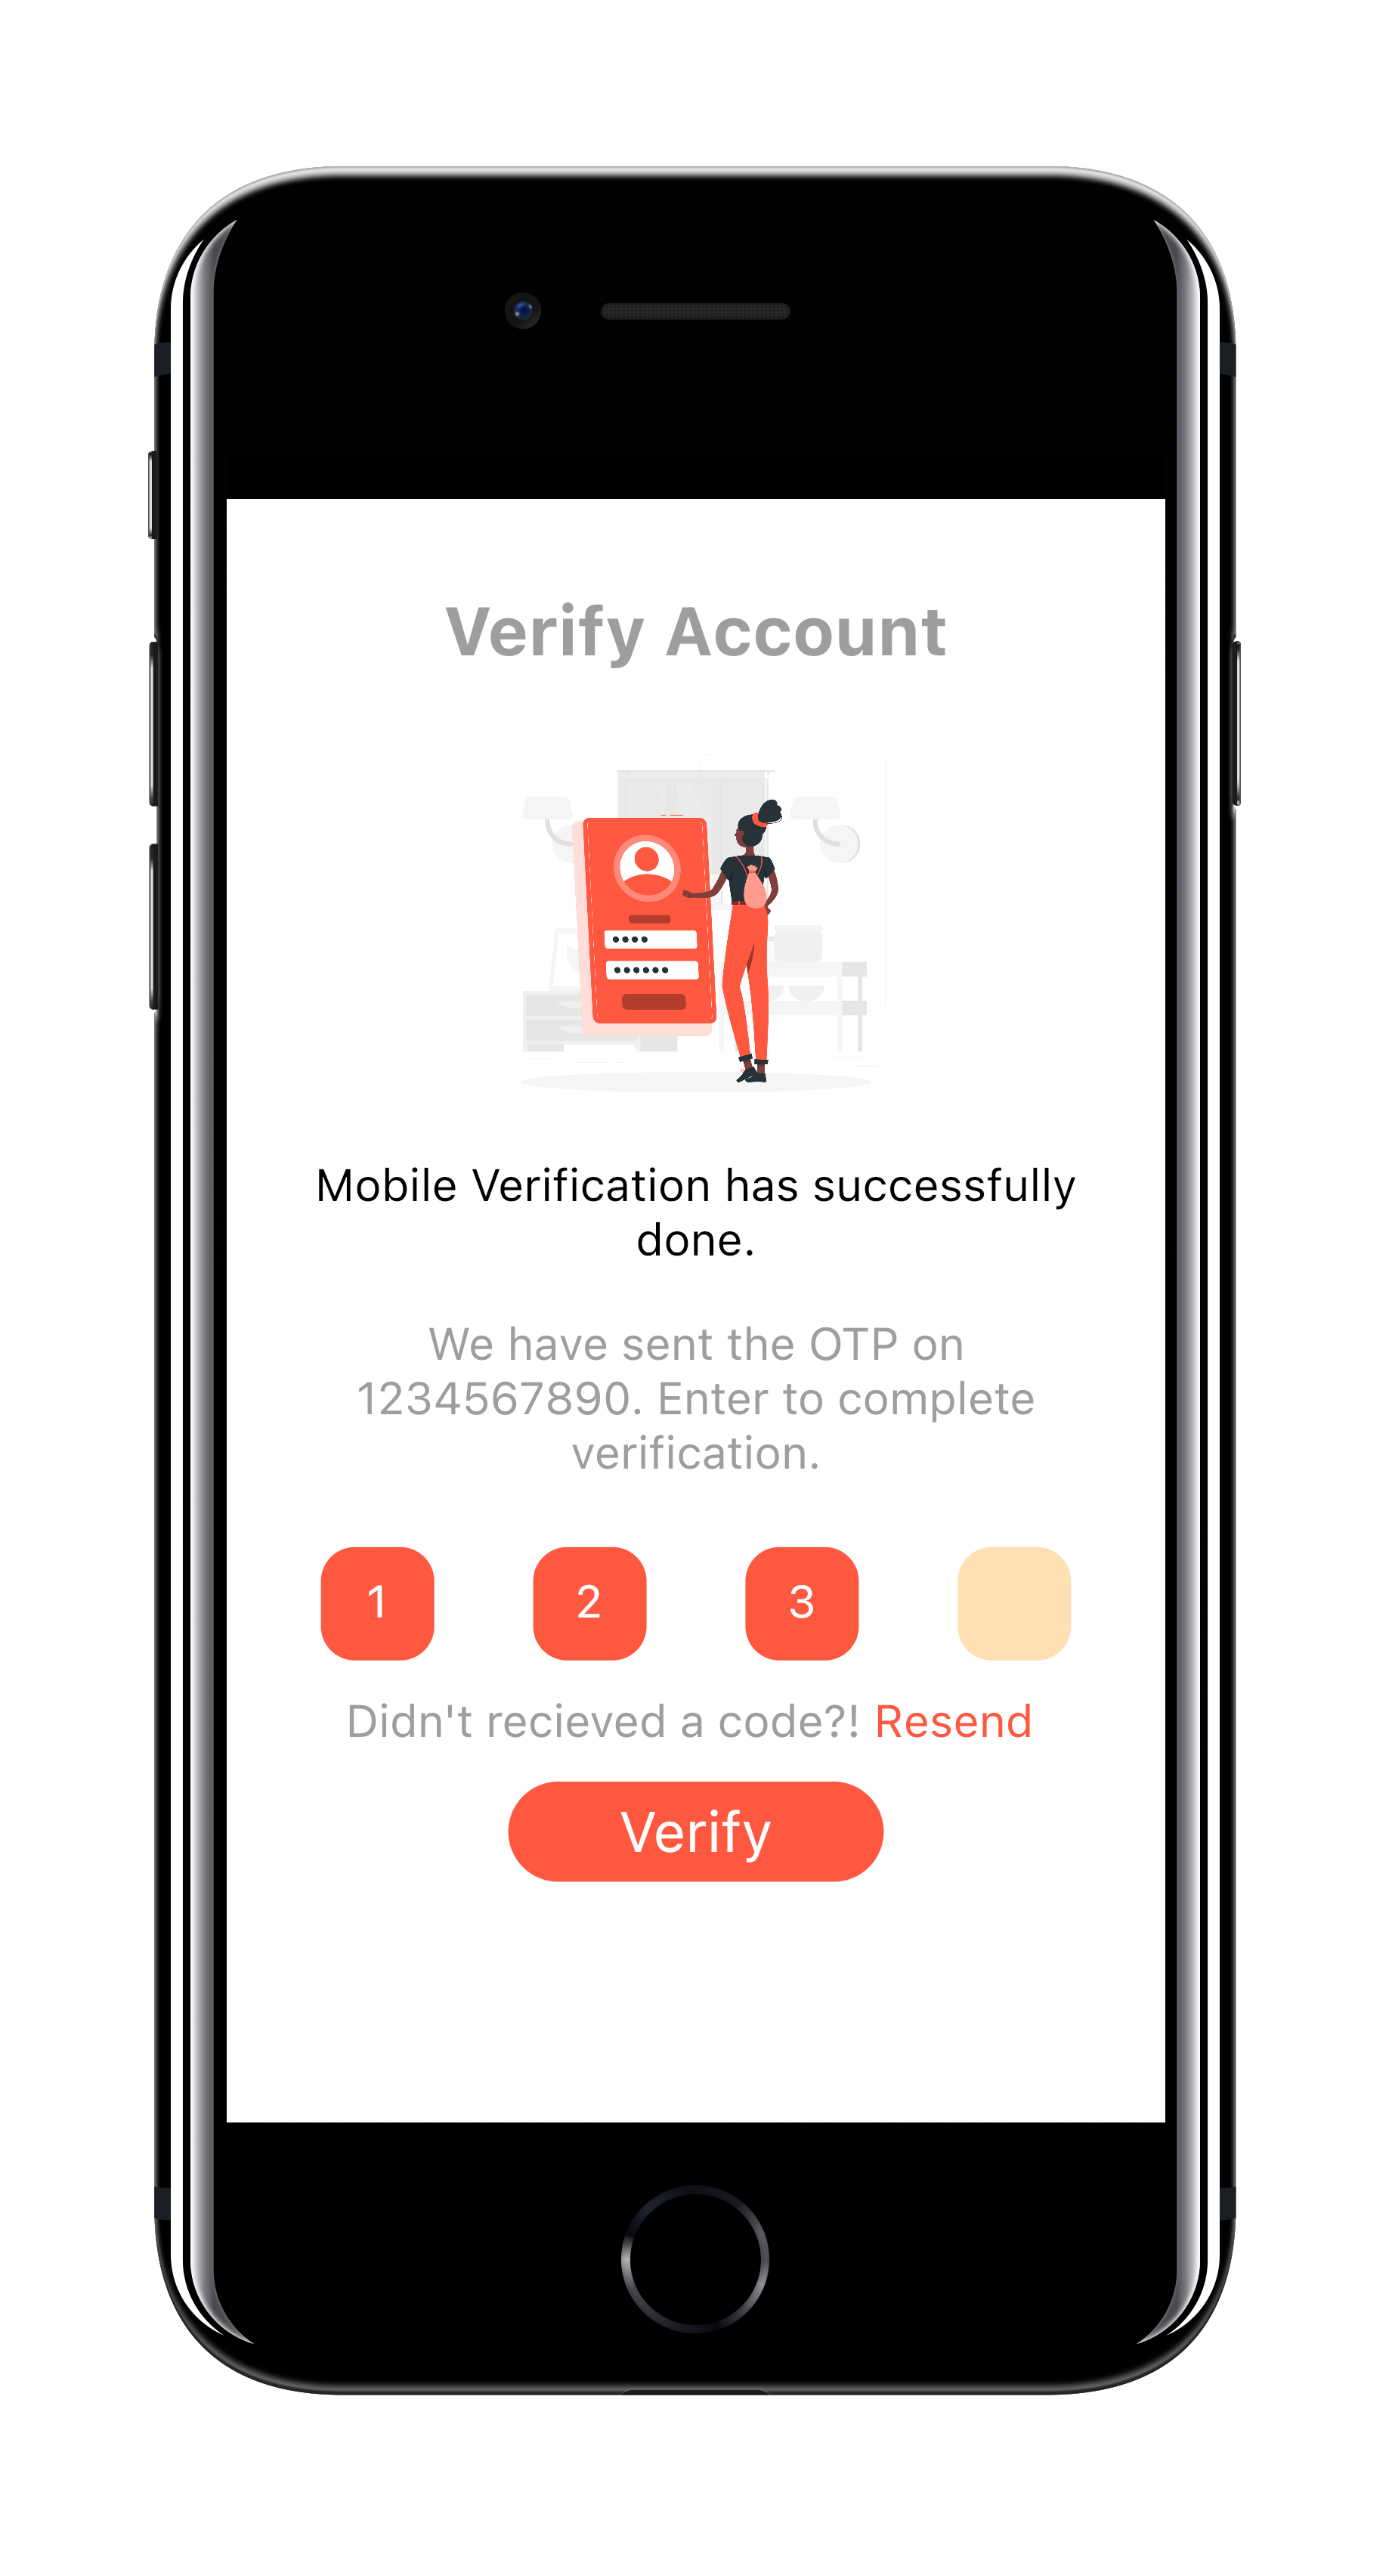 Verify Account
Mobile Verification has successfully
done.
We have sent the OTP on
1234567890. Enter to complete
verification.
1 2 3
Didn't recieved a code?! Resend
Verify